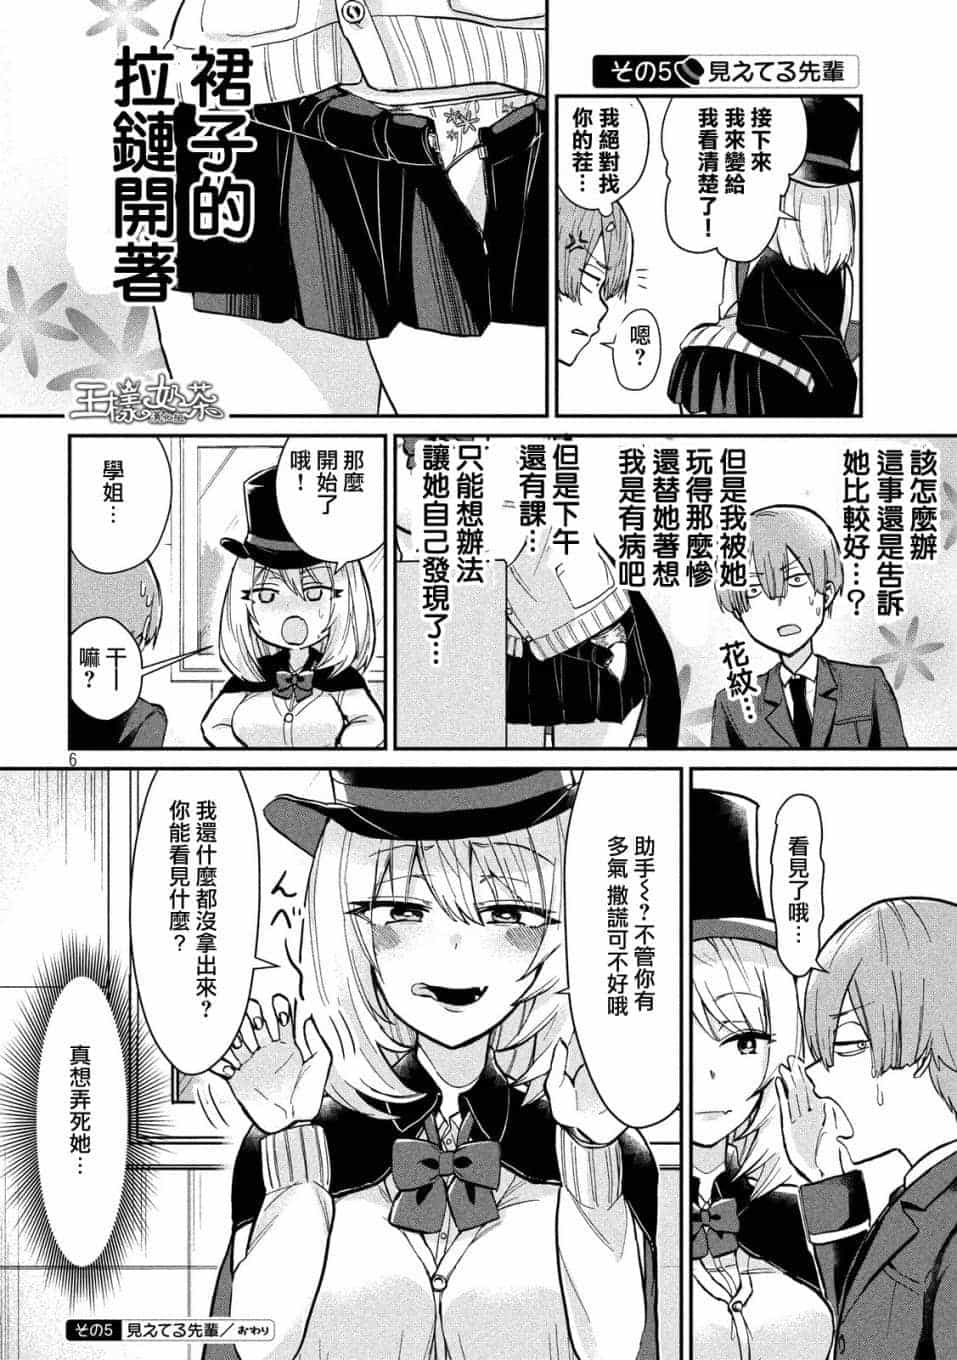 その5 見えてる先輩
接下來
我來變給
我看清楚了！
我絕對找
你的茬…
嗯？
裙子的
拉鏈開著
王樣奶茶
該怎麼辦
這事還是告訴
她比較好…？
但是我被她
玩得那麼慘
還替她著想
我是有病吧
花紋…
但是下午
還有課…
只能想辦法
讓她自己發現了…
那麼
開始了
哦！
學姐…
干——
嘛？
6
看見了哦…
助手～？不管你有
多氣 撒謊可不好哦
んべ〜
我還什麼都沒拿出來？
你能看見什麼？
真想弄死她…
その5 見えてる先輩／おわり